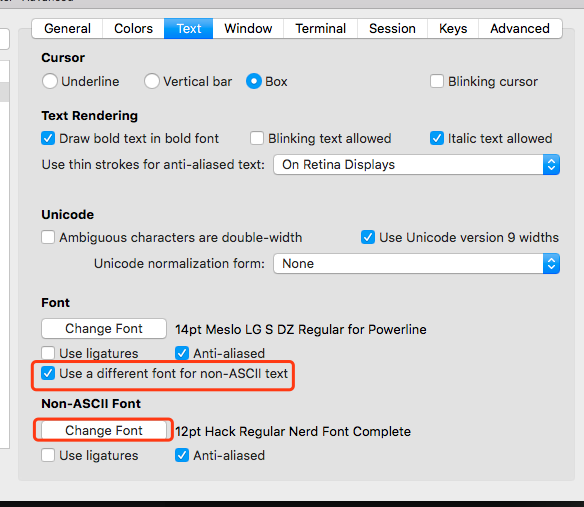 General Colors Text Window Terminal Session Keys Advanced
Cursor
Underline Vertical bar Box Blinking cursor
Text Rendering
Draw bold text in bold font Blinking text allowed Italic text allowed
Use thin strokes for anti-aliased text: On Retina Displays
Unicode
Ambiguous characters are double-width Use Unicode version 9 widths
Unicode normalization form: None
Font
Change Font 14pt Meslo LG S DZ Regular for Powerline
Use ligatures Anti-aliased
Use a different font for non-ASCII text
Non-ASCII Font
Change Font 12pt Hack Regular Nerd Font Complete
Use ligatures Anti-aliased